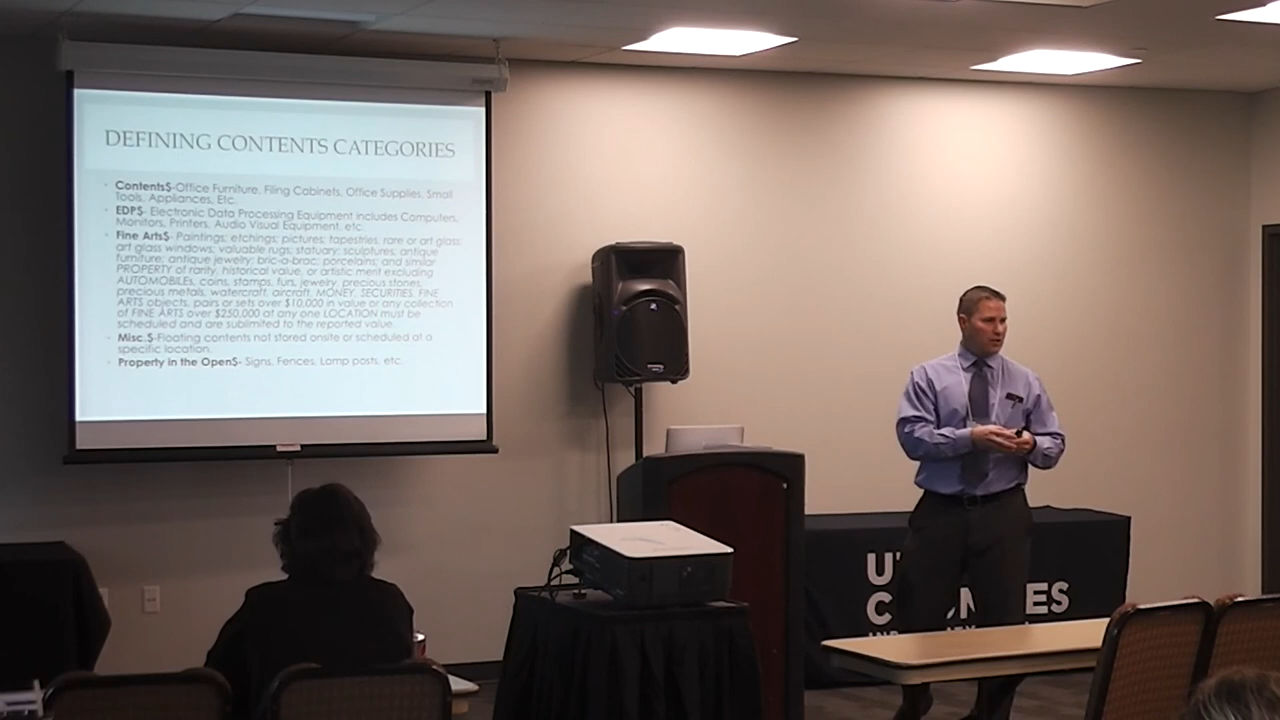 DEFINING CONTENTS CATEGORIES
• Contents$-Office Furniture, Filing Cabinets, Office Supplies, Small
Tools, Appliances, Etc.
• EDP$- Electronic Data Processing Equipment includes Computers,
Monitors, Printers, Audio Visual Equipment, etc.
• Fine Arts$- Paintings; etchings; pictures; tapestries, rare or art glass;
art glass windows; valuable rugs; statuary; sculptures; antique
furniture; antique jewelry; bric-a-brac; porcelains; and similar
PROPERTY of rarity, historical value, or artistic merit excluding
AUTOMOBILEs, coins, stamps, furs, jewelry, precious stones,
precious metals, watercraft, aircraft, MONEY, SECURITIES. FINE
ARTS objects, pairs or sets over $10,000 in value or any collection
of FINE ARTS over $250,000 at any one LOCATION must be
scheduled and are sublimited to the reported value.
• Misc.$-Floating contents not stored onsite or scheduled at a
specific location.
• Property in the Open$- Signs, Fences, Lamp posts, etc.